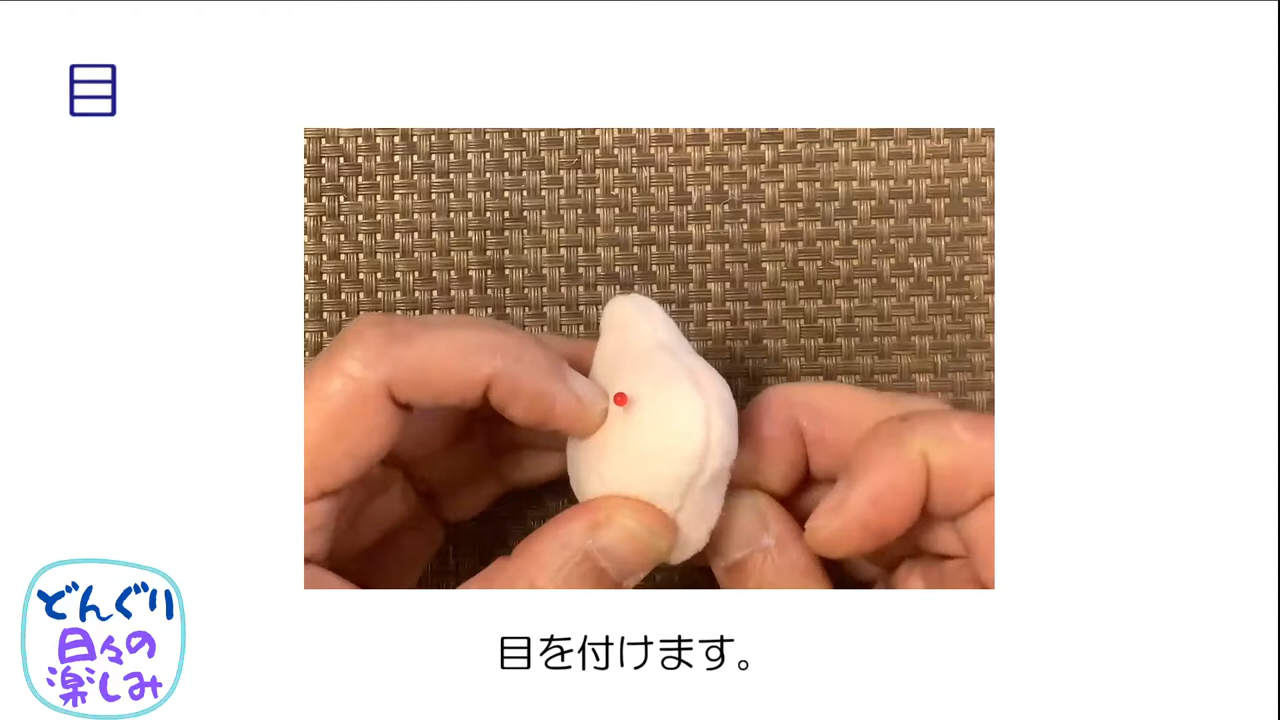 目
目を付けます。
どんぐり
日々の
楽しみ